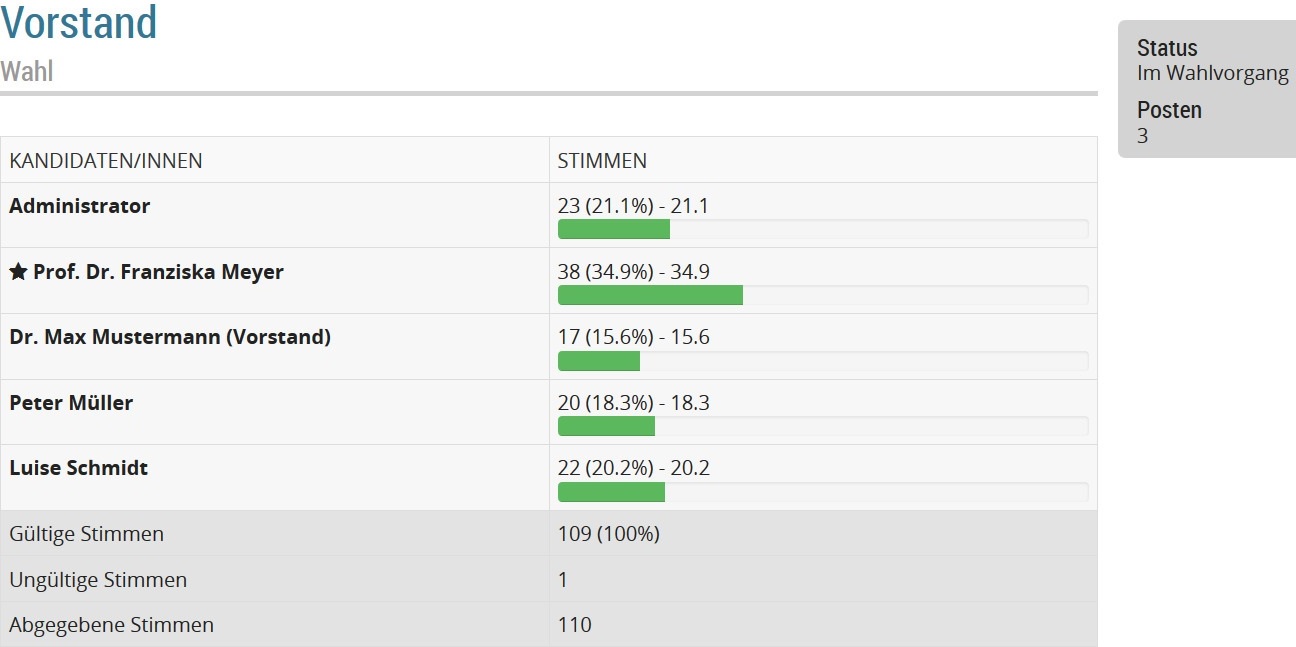 Vorstand
Wahl
Status
Im Wahlvorgang
Posten
3
KANDIDATEN/INNEN STIMMEN
Administrator 23 (21.1%) - 21.1
★ Prof. Dr. Franziska Meyer 38 (34.9%) - 34.9
Dr. Max Mustermann (Vorstand) 17 (15.6%) - 15.6
Peter Müller 20 (18.3%) - 18.3
Luise Schmidt 22 (20.2%) - 20.2
Gültige Stimmen 109 (100%)
Ungültige Stimmen 1
Abgegebene Stimmen 110